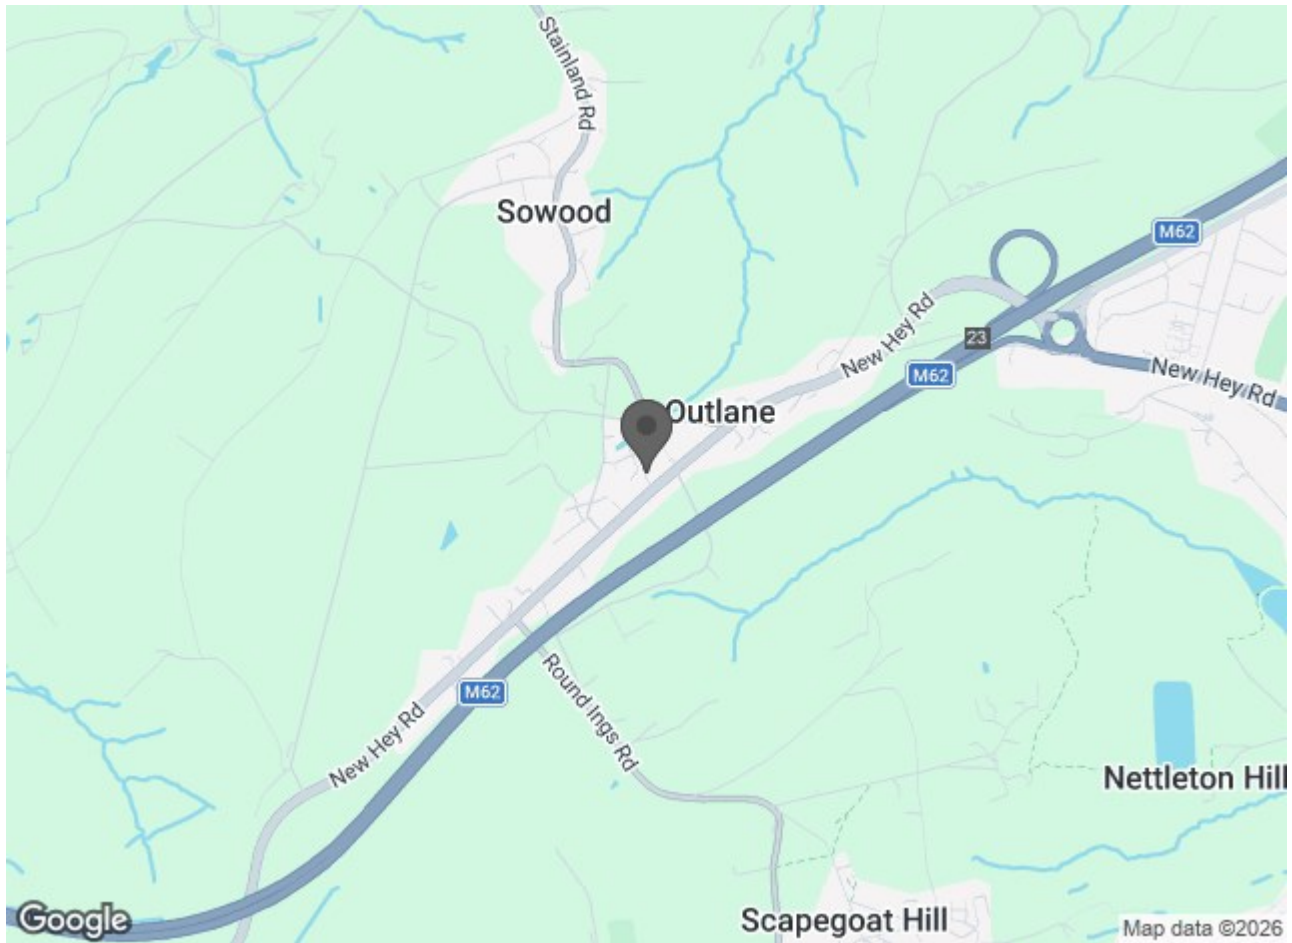 Stainland Rd
Sowood
M62
New Hey Rd
23
M62
New Hey Rd
Outlane
M62
Round Ings Rd
New Hey Rd
Nettleton Hill
Scapegoat Hill
Google
Map data ©2026